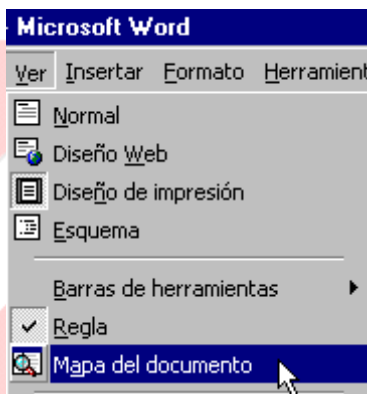 - Microsoft Word
Ver Insertar Formato Herramient
Normal
Diseño Web
Diseño de impresión
Esquema
Barras de herramientas
Regla
Mapa del documento